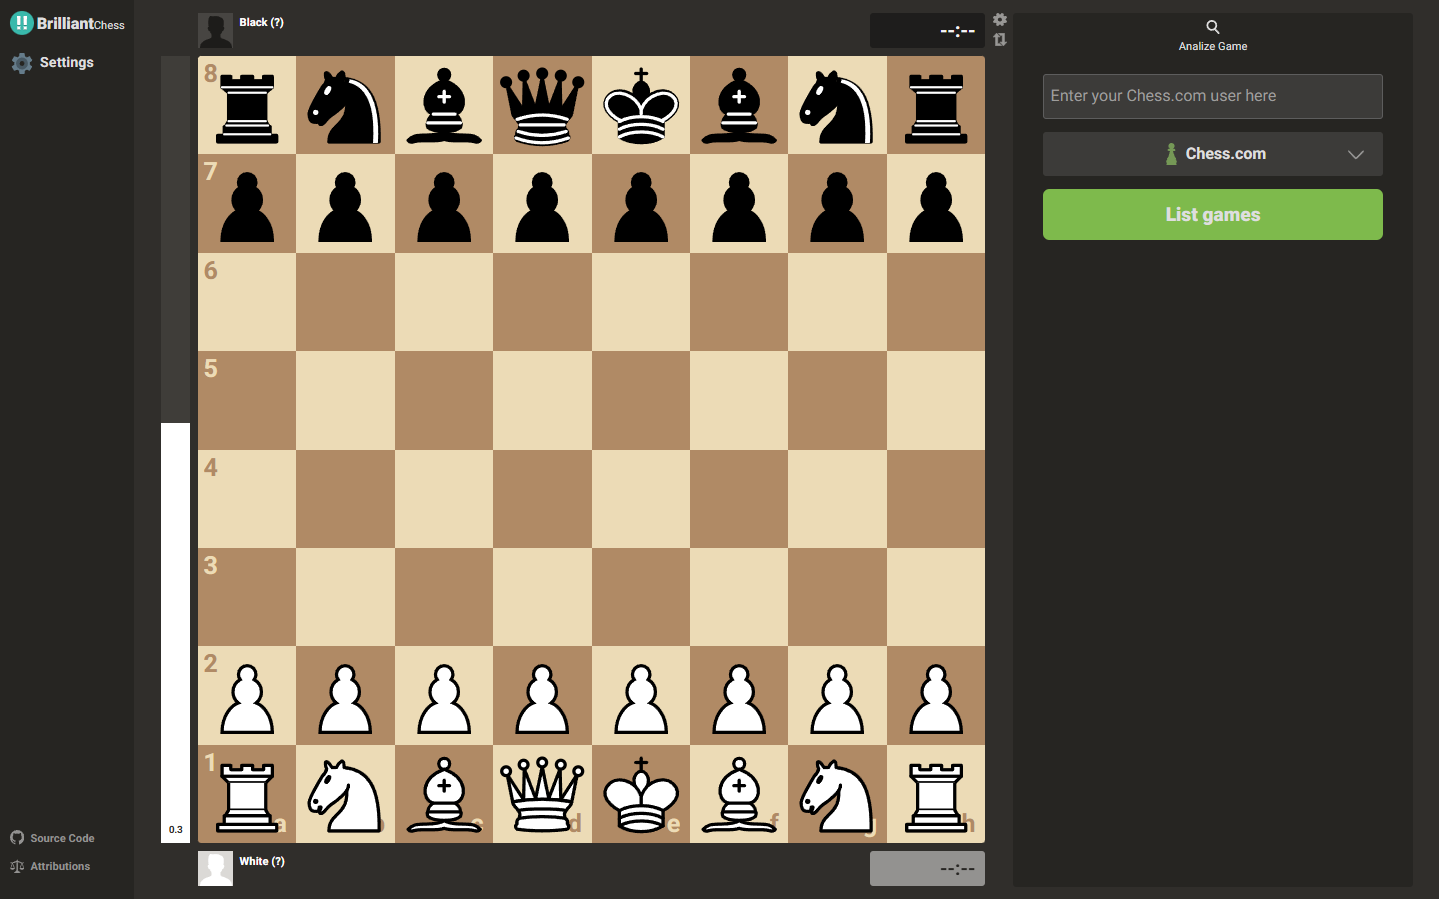 !! BrilliantChess
Settings
Source Code
Attributions
Black (?)
--:--
8
7
6
5
4
3
2
1
a b c d e f g h
0.3
White (?)
--:--
Analize Game
Enter your Chess.com user here
Chess.com
List games